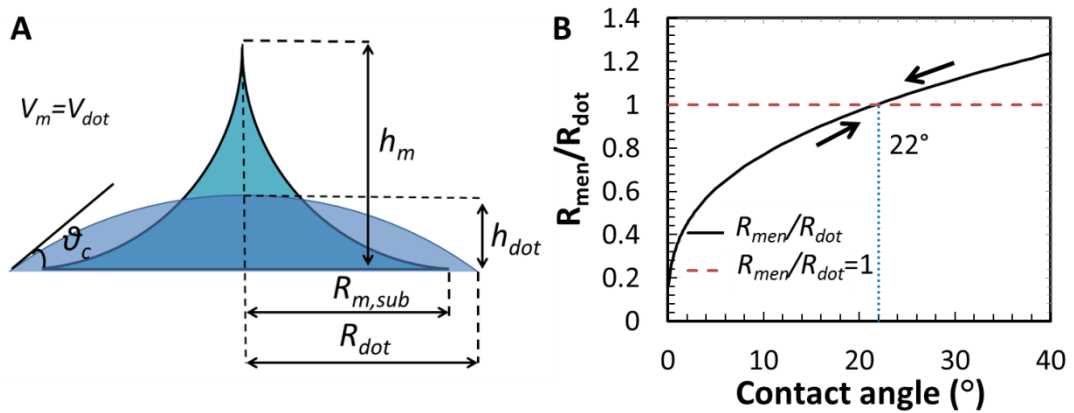 A
V_m=V_dot
ϑ_c
h_m
h_dot
R_m,sub
R_dot
B
R_men/R_dot
1.4
1.2
1
0.8
0.6
0.4
0.2
0
22°
R_men/R_dot
R_men/R_dot=1
0 10 20 30 40
Contact angle (°)